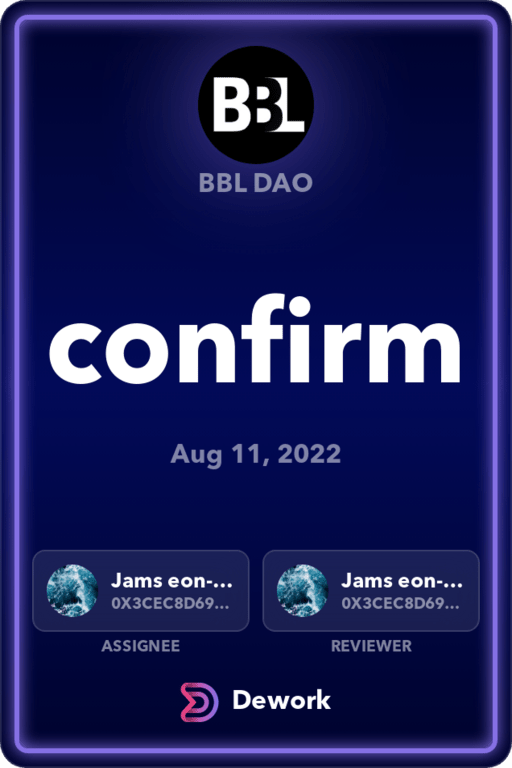 BBL
BBL DAO
confirm
Aug 11, 2022
Jams eon-...
0X3CEC8D69...
ASSIGNEE
Jams eon-...
0X3CEC8D69...
REVIEWER
Dework